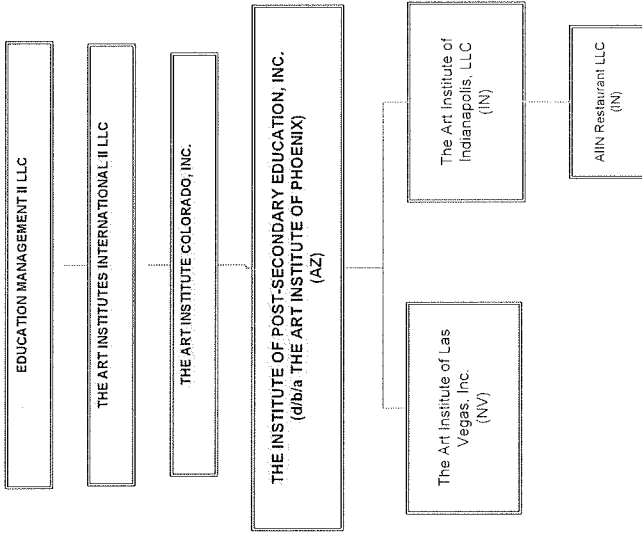 EDUCATION MANAGEMENT II LLC
THE ART INSTITUTES INTERNATIONAL II LLC
THE ART INSTITUTE COLORADO, INC.
THE INSTITUTE OF POST-SECONDARY EDUCATION, INC.
(d/b/a THE ART INSTITUTE OF PHOENIX)
(AZ)
The Art Institute of Las
Vegas, Inc.
(NV)
The Art Institute of
Indianapolis, LLC
(IN)
AIIN Restaurant LLC
(IN)